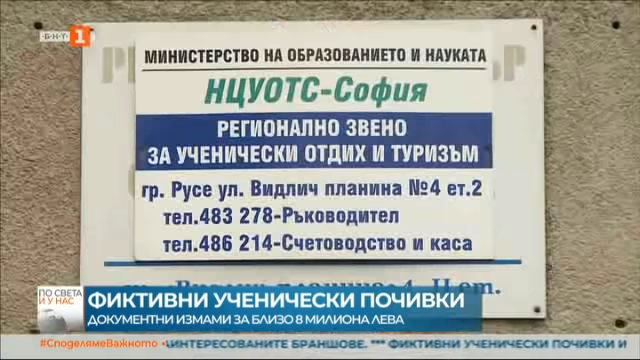 БНТ 1
МИНИСТЕРСТВО НА ОБРАЗОВАНИЕТО И НАУКАТА
НЦУОТС-София
РЕГИОНАЛНО ЗВЕНО
ЗА УЧЕНИЧЕСКИ ОТДИХ И ТУРИЗЪМ
гр. Русе ул. Видлич планина №4 ет.2
тел.483 278-Ръководител
тел.486 214-Счетоводство и каса
ПО СВЕТА
И У НАС
ФИКТИВНИ УЧЕНИЧЕСКИ ПОЧИВКИ
ДОКУМЕНТНИ ИЗМАМИ ЗА БЛИЗО 8 МИЛИОНА ЛЕВА
#СподелямеВажното ИНТЕРЕСОВАНИТЕ БРАНШОВЕ. *** ФИКТИВНИ УЧЕНИЧЕСКИ ПОЧИВКИ П